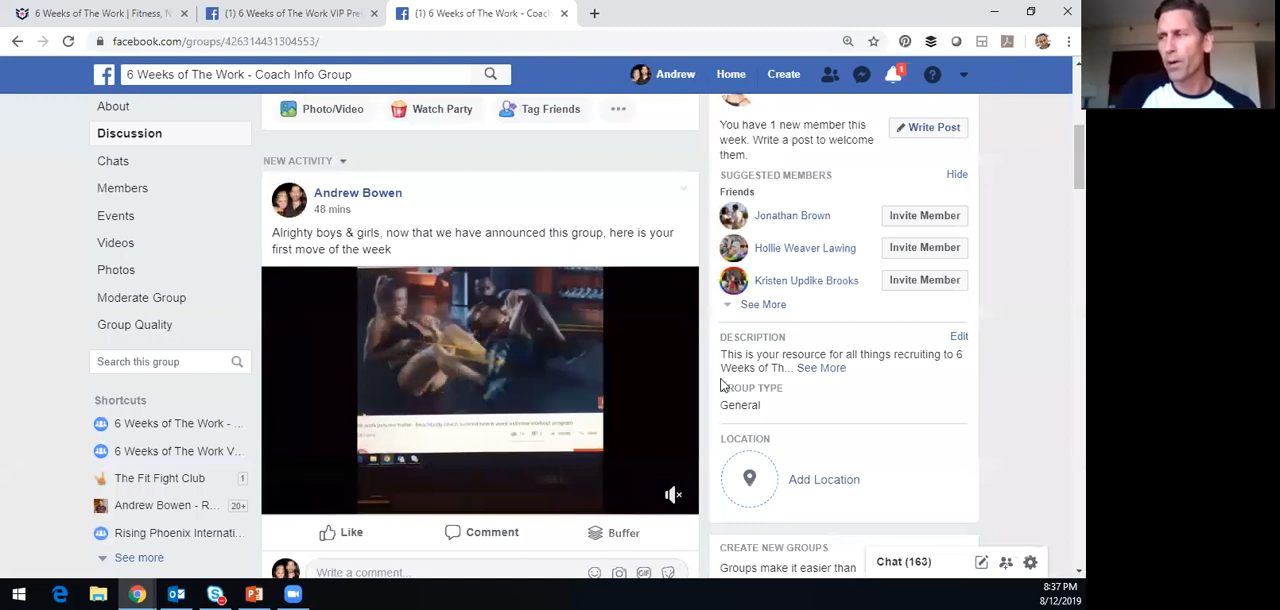 6 Weeks of The Work | Fitness, N
(1) 6 Weeks of The Work VIP Pre
(1) 6 Weeks of The Work - Coach
facebook.com/groups/426314431304553/
6 Weeks of The Work - Coach Info Group
Andrew
Home
Create
1
About
Discussion
Chats
Members
Events
Videos
Photos
Moderate Group
Group Quality
Search this group
Shortcuts
6 Weeks of The Work - ...
6 Weeks of The Work V...
The Fit Fight Club 1
Andrew Bowen - R... 20+
Rising Phoenix Internati...
See more
Photo/Video
Watch Party
Tag Friends
NEW ACTIVITY
Andrew Bowen
48 mins
Alrighty boys & girls, now that we have announced this group, here is your
first move of the week
Like
Comment
Buffer
Write a comment...
GIF
You have 1 new member this
week. Write a post to welcome
them.
Write Post
SUGGESTED MEMBERS
Hide
Friends
Jonathan Brown
Invite Member
Hollie Weaver Lawing
Invite Member
Kristen Updike Brooks
Invite Member
See More
DESCRIPTION
Edit
This is your resource for all things recruiting to 6
Weeks of Th... See More
GROUP TYPE
General
LOCATION
Add Location
CREATE NEW GROUPS
Groups make it easier than
Chat (163)
8:37 PM
8/12/2019